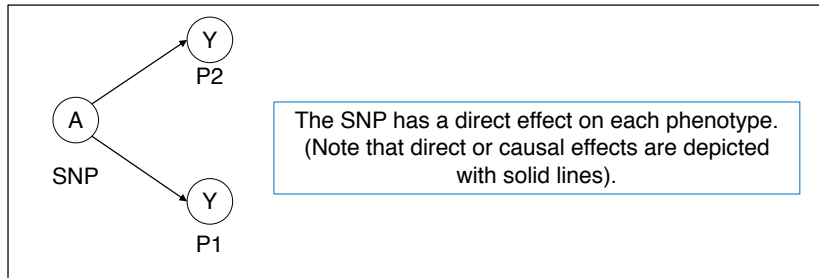 Y
P2
A
SNP
The SNP has a direct effect on each phenotype.
(Note that direct or causal effects are depicted
with solid lines).
Y
P1